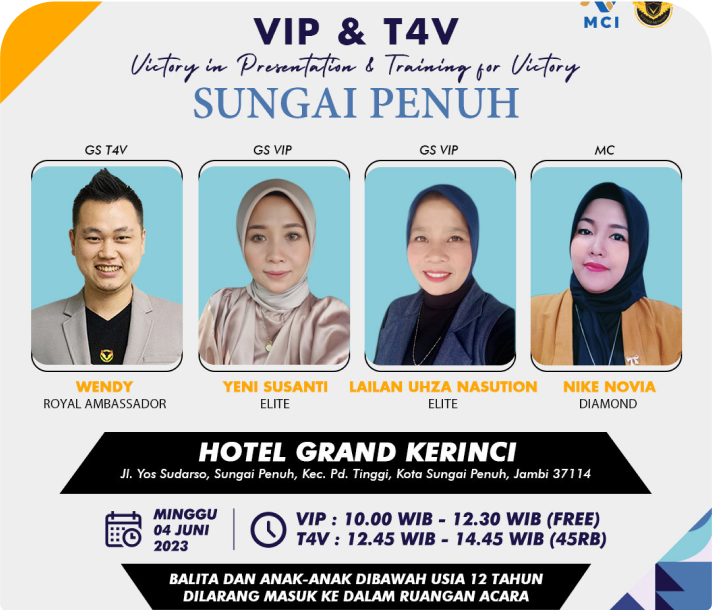 MCI
VIP & T4V
Victory in Presentation & Training for Victory
SUNGAI PENUH
GS T4V
GS VIP
GS VIP
MC
WENDY
ROYAL AMBASSADOR
YENI SUSANTI
ELITE
LAILAN UHZA NASUTION
ELITE
NIKE NOVIA
DIAMOND
HOTEL GRAND KERINCI
Jl. Yos Sudarso, Sungai Penuh, Kec. Pd. Tinggi, Kota Sungai Penuh, Jambi 37114
MINGGU
04 JUNI
2023
VIP : 10.00 WIB - 12.30 WIB (FREE)
T4V : 12.45 WIB - 14.45 WIB (45RB)
BALITA DAN ANAK-ANAK DIBAWAH USIA 12 TAHUN
DILARANG MASUK KE DALAM RUANGAN ACARA